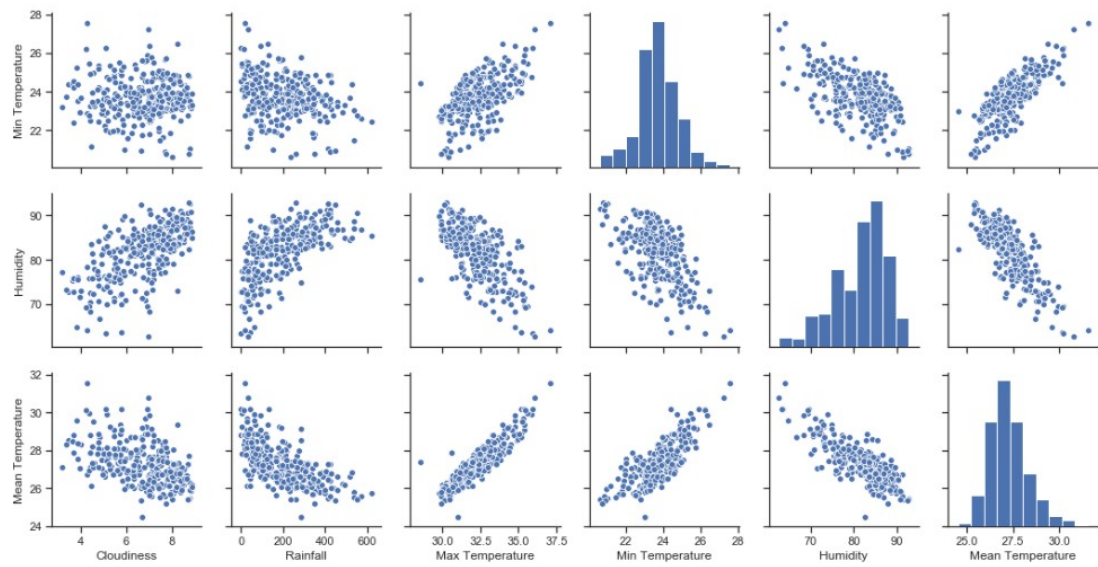 28
26
24
22
Min Temperature
90
80
70
Humidity
32
30
28
26
24
Mean Temperature
4 6 8
0 200 400 600
30.0 32.5 35.0 37.5
22 24 26 28
70 80 90
25.0 27.5 30.0
Cloudiness
Rainfall
Max Temperature
Min Temperature
Humidity
Mean Temperature